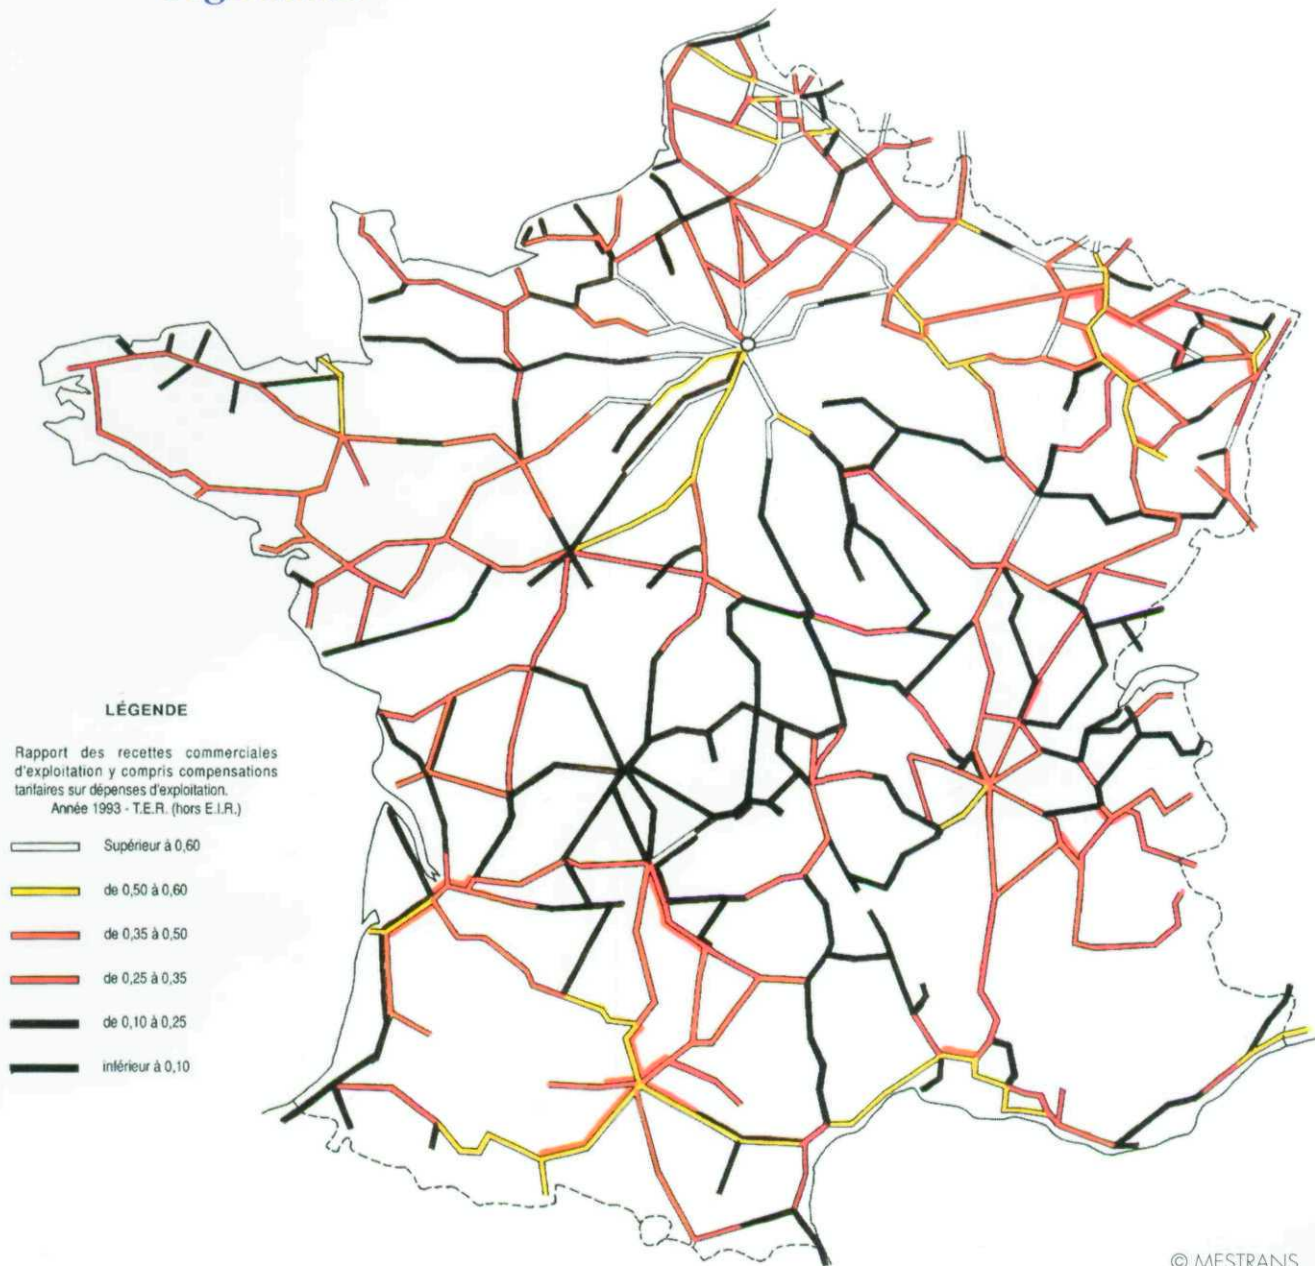 LÉGENDE
Rapport des recettes commerciales
d'exploitation y compris compensations
tarifaires sur dépenses d'exploitation.
Année 1993 - T.E.R. (hors E.I.R.)
Supérieur à 0,60
de 0,50 à 0,60
de 0,35 à 0,50
de 0,25 à 0,35
de 0,10 à 0,25
inférieur à 0,10
© MESTRANS